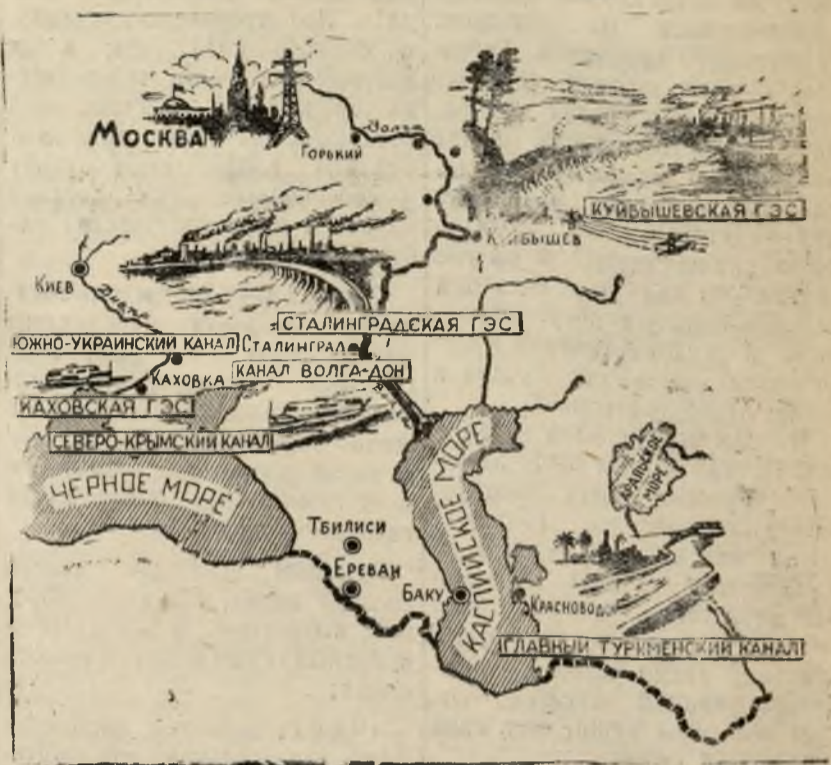 МОСКВА
ГОРЬКИЙ
Волга
КУЙБЫШЕВСКАЯ ГЭС
КУЙБЫШЕВ
КИЕВ
Днепр
СТАЛИНГРАДСКАЯ ГЭС
ЮЖНО-УКРАИНСКИЙ КАНАЛ
СТАЛИНГРАД
КАНАЛ ВОЛГА-ДОН
КАХОВКА
КАХОВСКАЯ ГЭС
СЕВЕРО-КРЫМСКИЙ КАНАЛ
ЧЕРНОЕ МОРЕ
КАСПИЙСКОЕ МОРЕ
АРАЛЬСКОЕ
МОРЕ
ТБИЛИСИ
ЕРЕВАН
БАКУ
КРАСНОВОДСК
ГЛАВНЫЙ ТУРКМЕНСКИЙ КАНАЛ